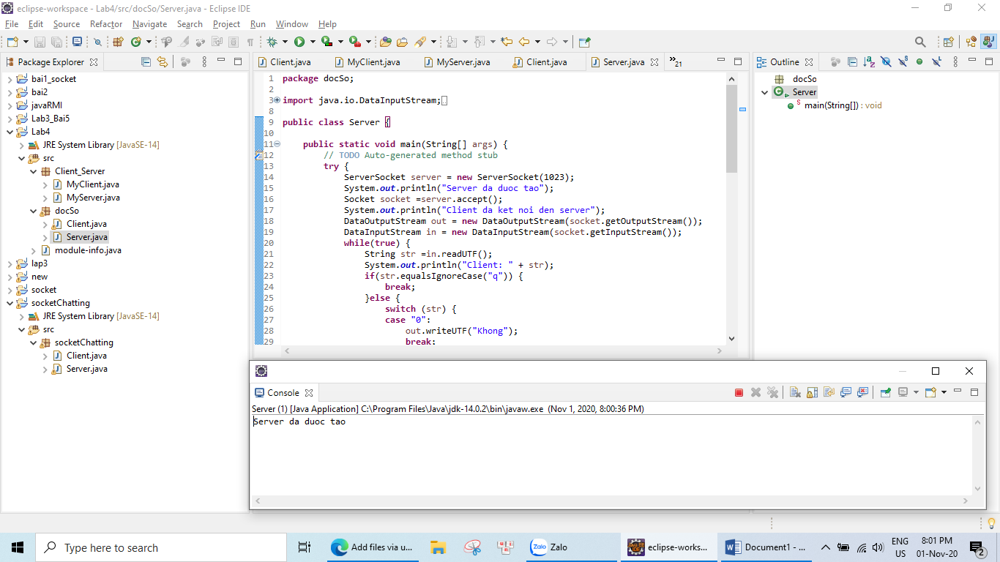 eclipse-workspace - Lab4/src/docSo/Server.java - Eclipse IDE
File Edit Source Refactor Navigate Search Project Run Window Help
Package Explorer
bai1_socket
bai2
javaRMI
Lab3_Bai5
Lab4
JRE System Library [JavaSE-14]
src
Client_Server
MyClient.java
MyServer.java
docSo
Client.java
Server.java
module-info.java
lap3
new
socket
socketChatting
JRE System Library [JavaSE-14]
src
socketChatting
Client.java
Server.java
Client.java MyClient.java MyServer.java Client.java Server.java »21
1 package docSo;
2
3 import java.io.DataInputStream;
8
9 public class Server {
10
11 public static void main(String[] args) {
12 // TODO Auto-generated method stub
13 try {
14 ServerSocket server = new ServerSocket(1023);
15 System.out.println("Server da duoc tao");
16 Socket socket =server.accept();
17 System.out.println("Client da ket noi den server");
18 DataOutputStream out = new DataOutputStream(socket.getOutputStream());
19 DataInputStream in = new DataInputStream(socket.getInputStream());
20 while(true) {
21 String str =in.readUTF();
22 System.out.println("Client: " + str);
23 if(str.equalsIgnoreCase("q")) {
24 break;
25 }else {
26 switch (str) {
27 case "0":
28 out.writeUTF("Khong");
29 break;
Outline
docSo
Server
main(String[]) : void
Console
Server (1) [Java Application] C:\Program Files\Java\jdk-14.0.2\bin\javaw.exe (Nov 1, 2020, 8:00:36 PM)
Server da duoc tao
Type here to search
Add files via u...
Zalo
Zalo
eclipse-works...
Document1 - ...
ENG
US
8:01 PM
01-Nov-20
2